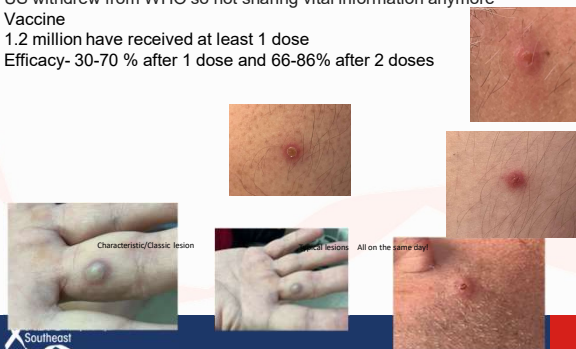 US withdrew from WHO so not sharing vital information anymore
Vaccine
1.2 million have received at least 1 dose
Efficacy- 30-70 % after 1 dose and 66-86% after 2 doses
Characteristic/Classic lesion
lesions All on the same day!
Southeast